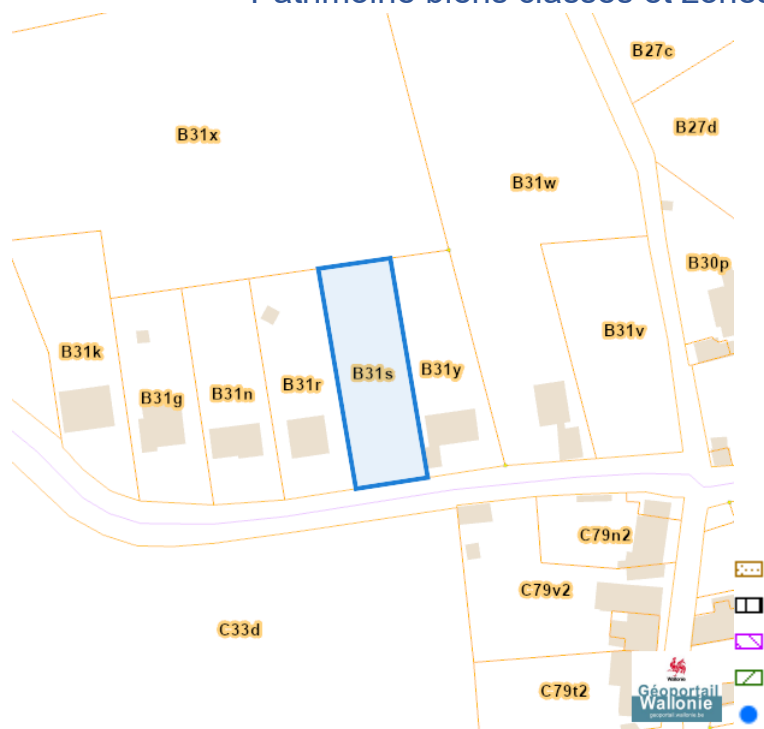 Patrimoine biens classés et zones
B27c
B31x
B27d
B31w
B30p
B31v
B31k
B31y
B31s
B31r
B31n
B31g
C79n2
C79v2
C33d
C79t2
Wallonie
Géoportail
Wallonie
geoportail.wallonie.be